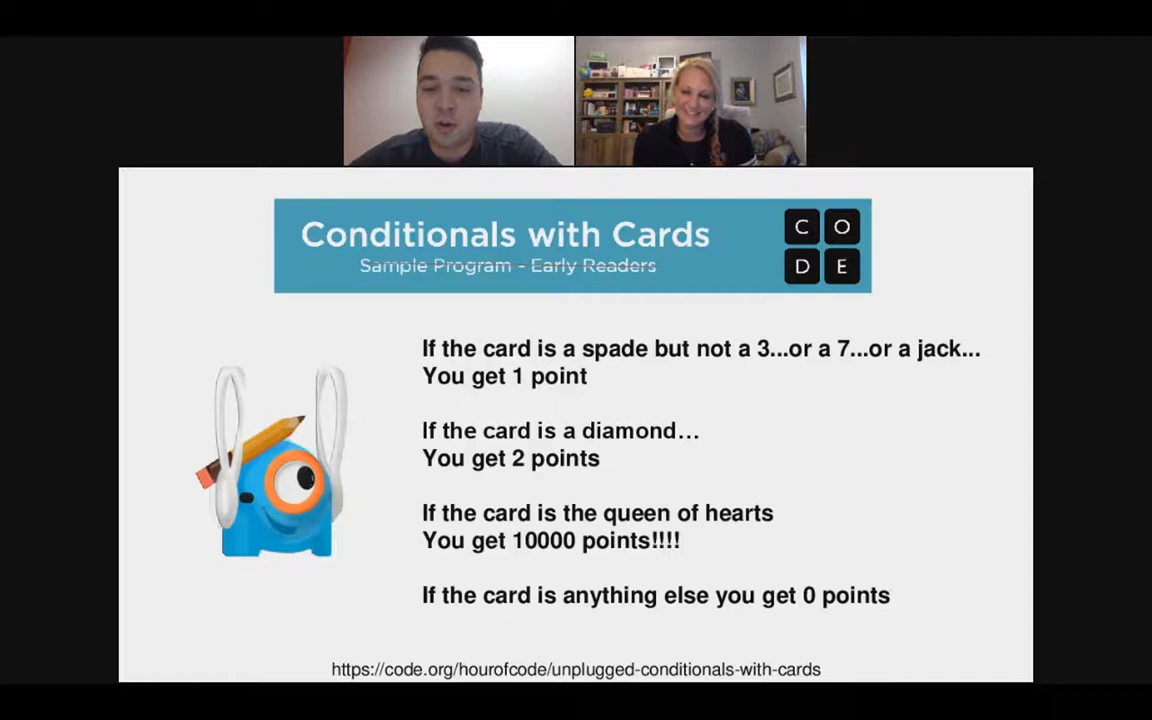 Conditionals with Cards
Sample Program - Early Readers
C O
D E
If the card is a spade but not a 3...or a 7...or a jack...
You get 1 point
If the card is a diamond...
You get 2 points
If the card is the queen of hearts
You get 10000 points!!!!
If the card is anything else you get 0 points
https://code.org/hourofcode/unplugged-conditionals-with-cards